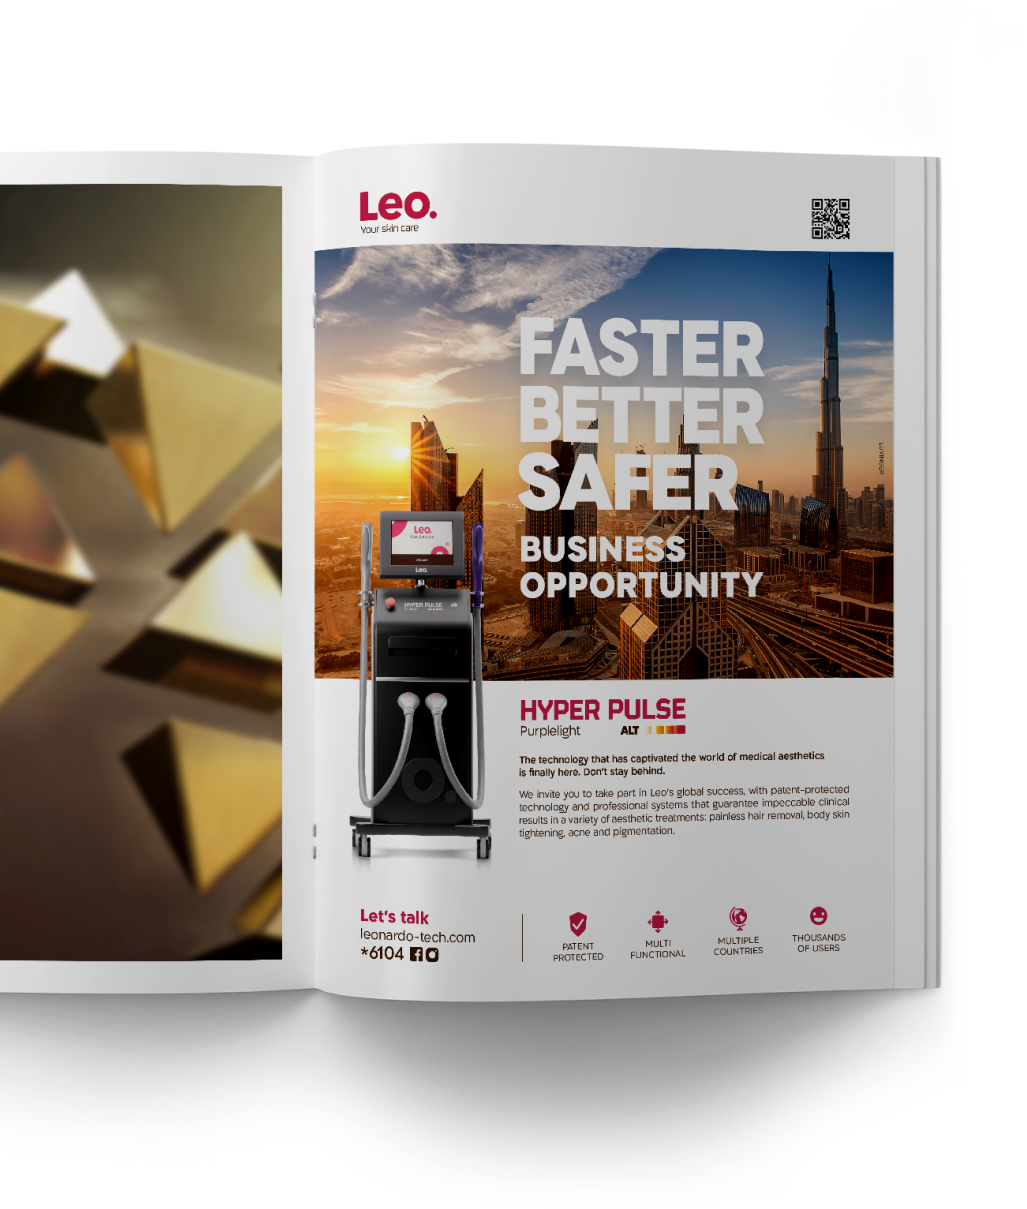 Leo.
Your skin care
FASTER
BETTER
SAFER
BUSINESS
OPPORTUNITY
Leo.
Leo.
HYPER PULSE
HYPER PULSE
Purplelight ALT
The technology that has captivated the world of medical aesthetics
is finally here. Don't stay behind.
We invite you to take part in Leo's global success, with patent-protected
technology and professional systems that guarantee impeccable clinical
results in a variety of aesthetic treatments: painless hair removal, body skin
tightening, acne and pigmentation.
Let's talk
leonardo-tech.com
*6104
PATENT
PROTECTED
MULTI
FUNCTIONAL
MULTIPLE
COUNTRIES
THOUSANDS
OF USERS